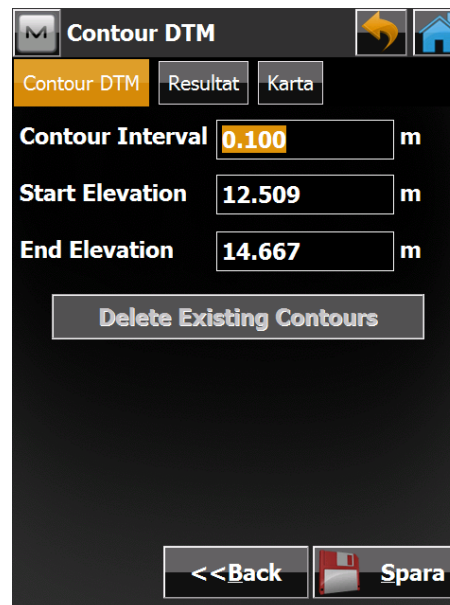 M Contour DTM
Contour DTM Resultat Karta
Contour Interval 0.100 m
Start Elevation 12.509 m
End Elevation 14.667 m
Delete Existing Contours
<<Back Spara